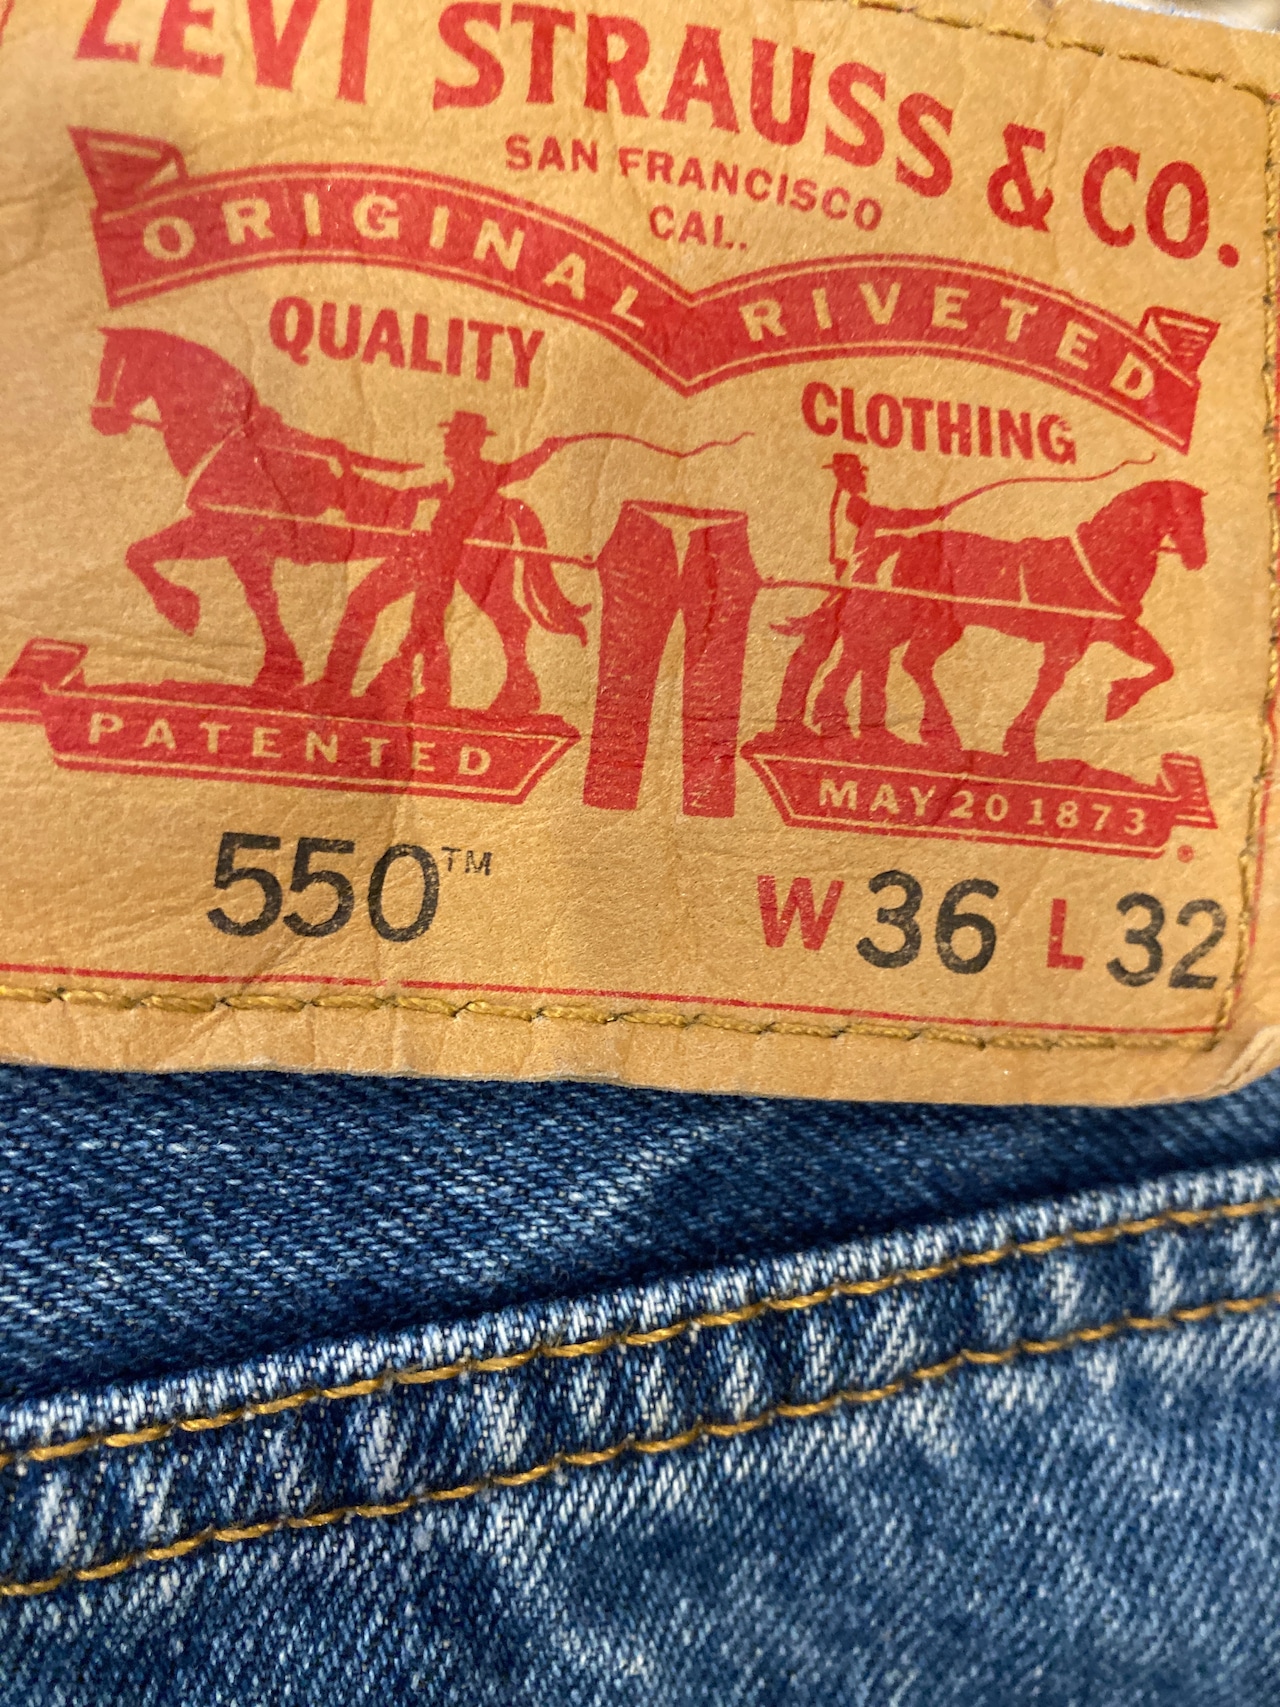 LEVI STRAUSS & CO.
SAN FRANCISCO
CAL.
ORIGINAL RIVETED
QUALITY
CLOTHING
PATENTED
MAY 20 1873 ®
550™ W 36 L 32